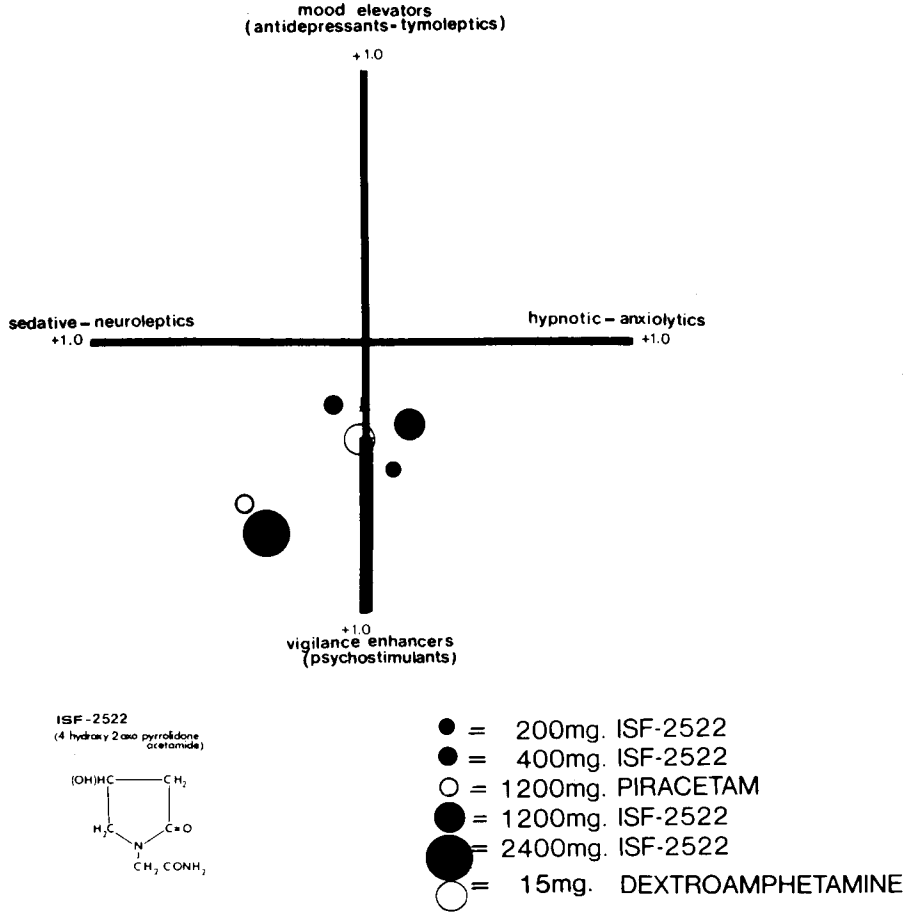 mood elevators
(antidepressants-tymoleptics)
+1.0
sedative-neuroleptics
hypnotic-anxiolytics
+1.0
+1.0
+1.0
vigilance enhancers
(psychostimulants)
ISF-2522
(4 hydroxy 2 oxo pyrrolidone
acetamide)
(OH)HC CH₂
H₂C C=O
N
CH₂ CONH₂
= 200mg. ISF-2522
= 400mg. ISF-2522
= 1200mg. PIRACETAM
= 1200mg. ISF-2522
= 2400mg. ISF-2522
= 15mg. DEXTROAMPHETAMINE